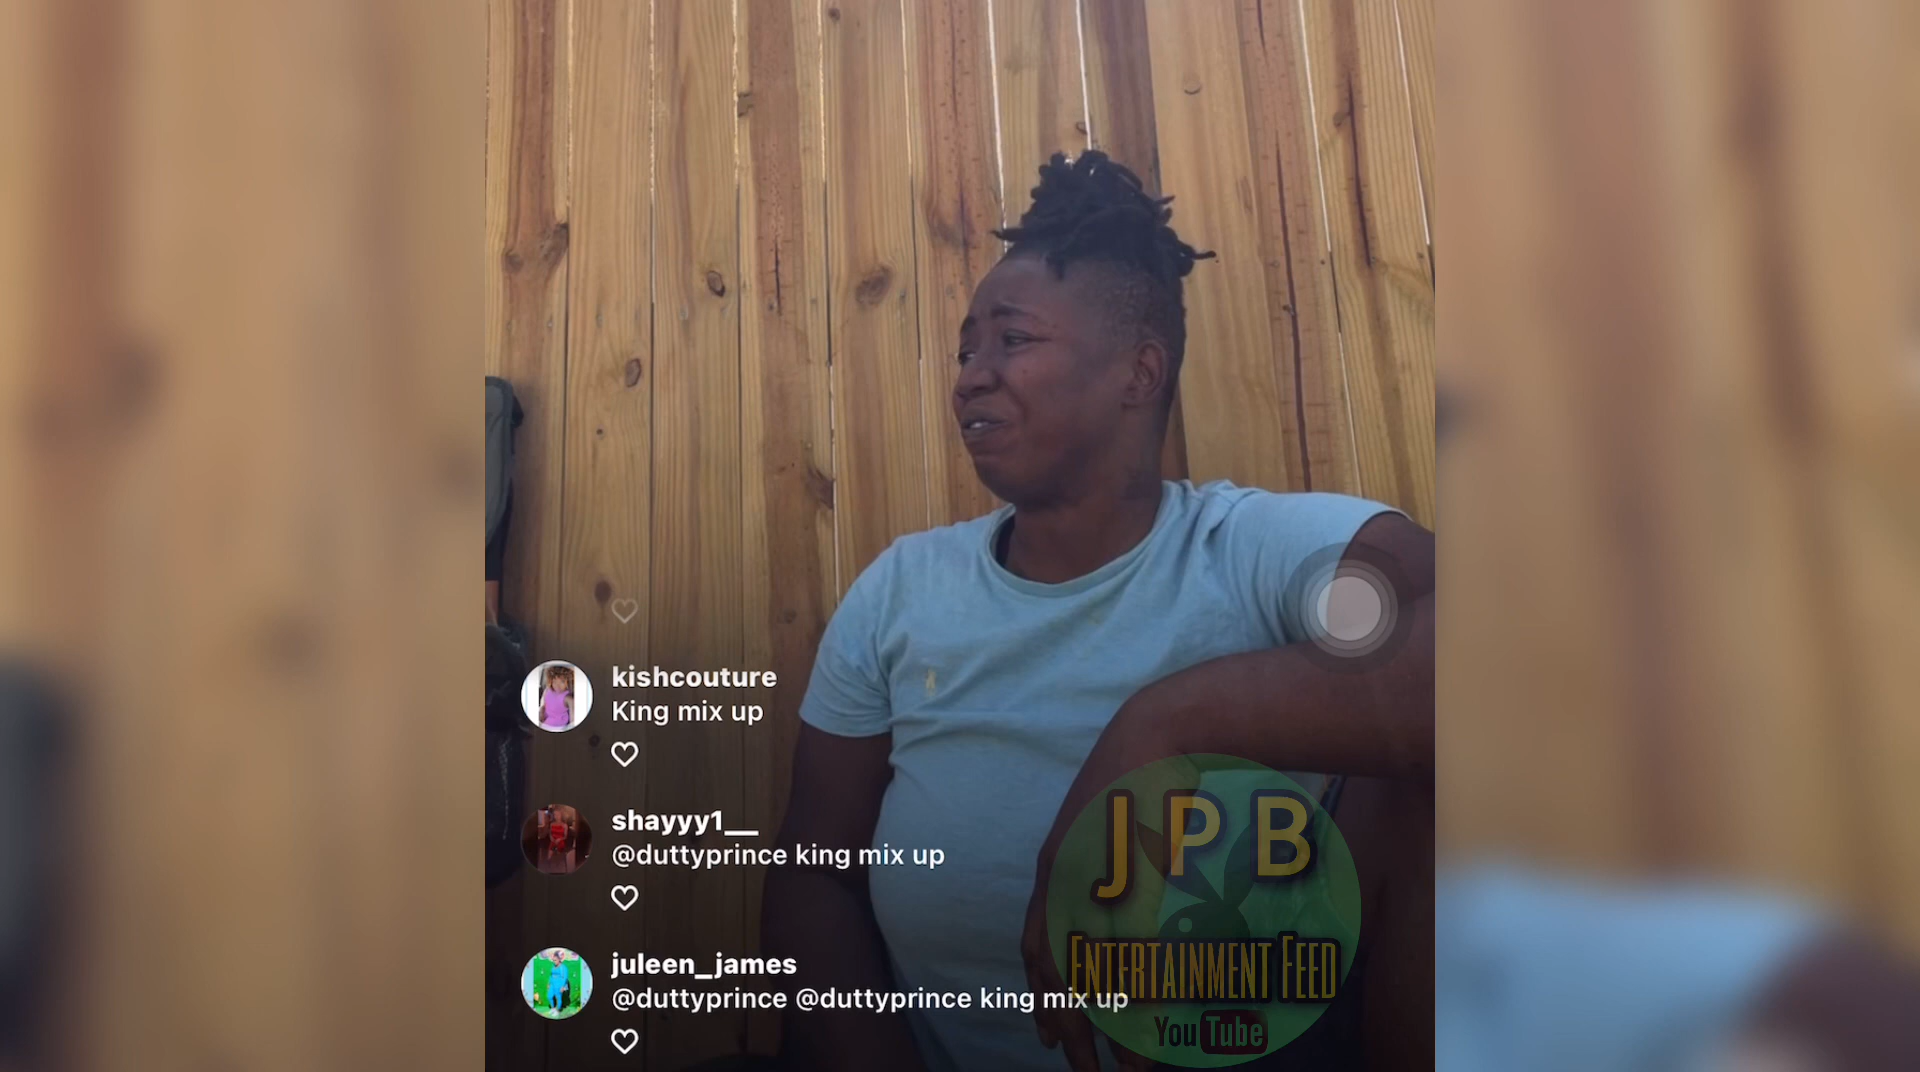 kishcouture
King mix up
shayyy1__
@duttyprince king mix up
juleen_james
@duttyprince @duttyprince king mix up
JPB
ENTERTAINMENT FEED
YouTube